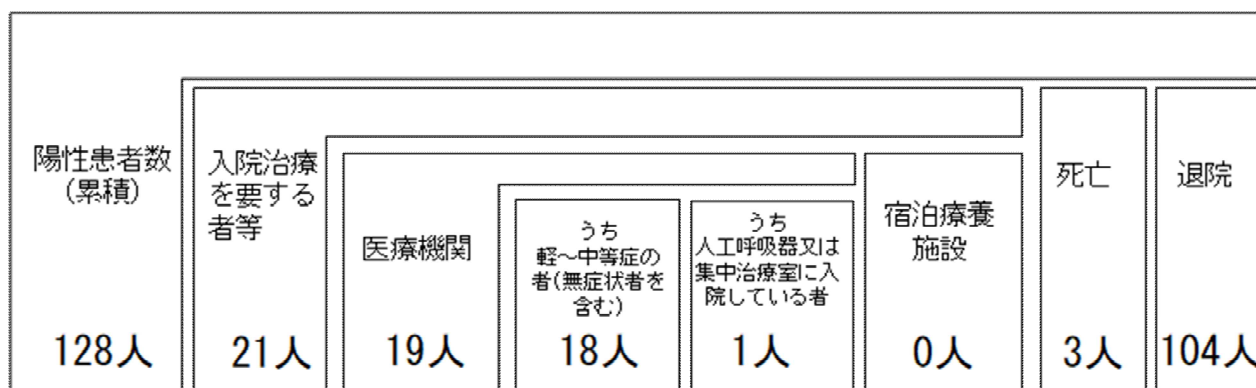 陽性患者数
(累積)
128人
入院治療
を要する
者等
21人
医療機関
19人
うち
軽～中等症の
者(無症状者を
含む)
18人
うち
人工呼吸器又は
集中治療室に入
院している者
1人
宿泊療養
施設
0人
死亡
3人
退院
104人